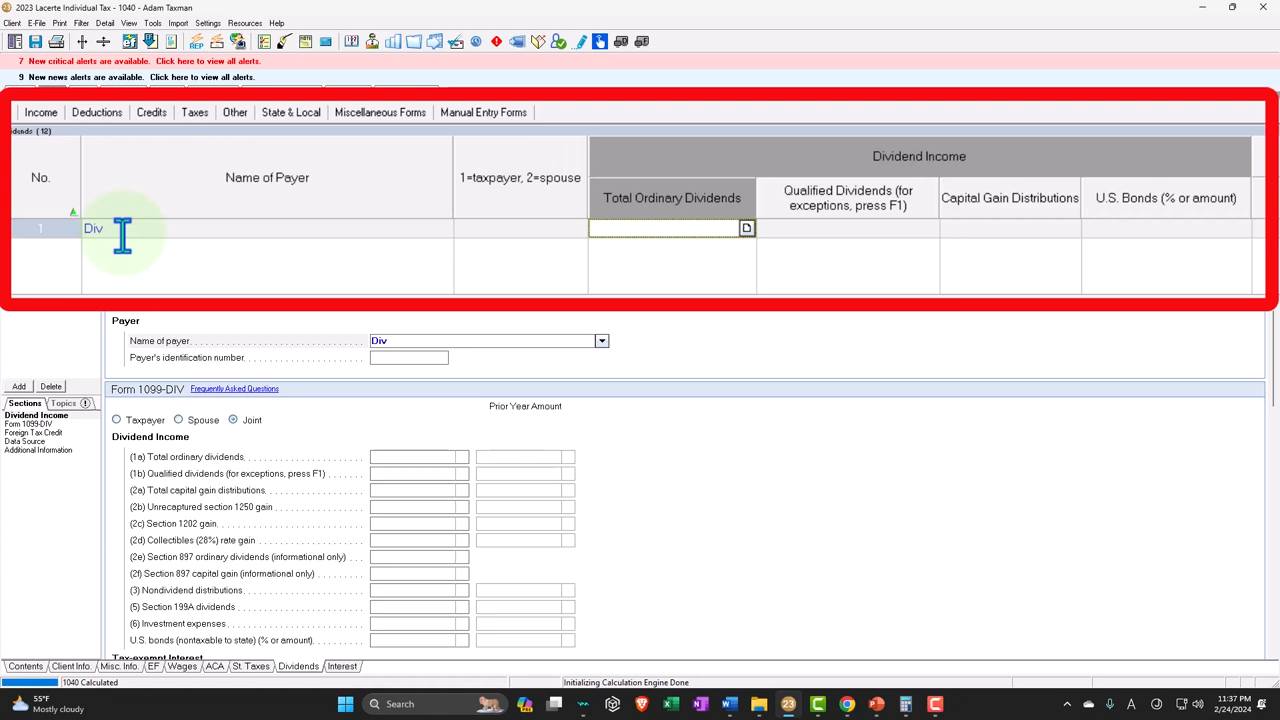 2023 Lacerte Individual Tax - 1040 - Adam Taxman
Client E-File Print Filter Detail View Tools Import Settings Resources Help
REP
7 New critical alerts are available. Click here to view all alerts.
9 New news alerts are available. Click here to view all alerts.
Income Deductions Credits Taxes Other State & Local Miscellaneous Forms Manual Entry Forms
idends (12)
Dividend Income
No. Name of Payer 1=taxpayer, 2=spouse
Total Ordinary Dividends Qualified Dividends (for exceptions, press F1) Capital Gain Distributions U.S. Bonds (% or amount)
1 Div
Payer
Name of payer Div
Payer's identification number
Add Delete
Form 1099-DIV Frequently Asked Questions
Sections Topics
Prior Year Amount
Dividend Income
Form 1099-DIV
Foreign Tax Credit
Data Source
Additional Information
Taxpayer Spouse Joint
Dividend Income
(1a) Total ordinary dividends
(1b) Qualified dividends (for exceptions, press F1)
(2a) Total capital gain distributions
(2b) Unrecaptured section 1250 gain
(2c) Section 1202 gain
(2d) Collectibles (28%) rate gain
(2e) Section 897 ordinary dividends (informational only)
(2f) Section 897 capital gain (informational only)
(3) Nondividend distributions
(5) Section 199A dividends
(6) Investment expenses
U.S. bonds (nontaxable to state) (% or amount)
Tax-exempt Interest
Contents Client Info. Misc. Info. EF Wages ACA St. Taxes Dividends Interest
1040 Calculated Initializing Calculation Engine Done
55°F
Mostly cloudy
Search
11:37 PM
2/24/2024